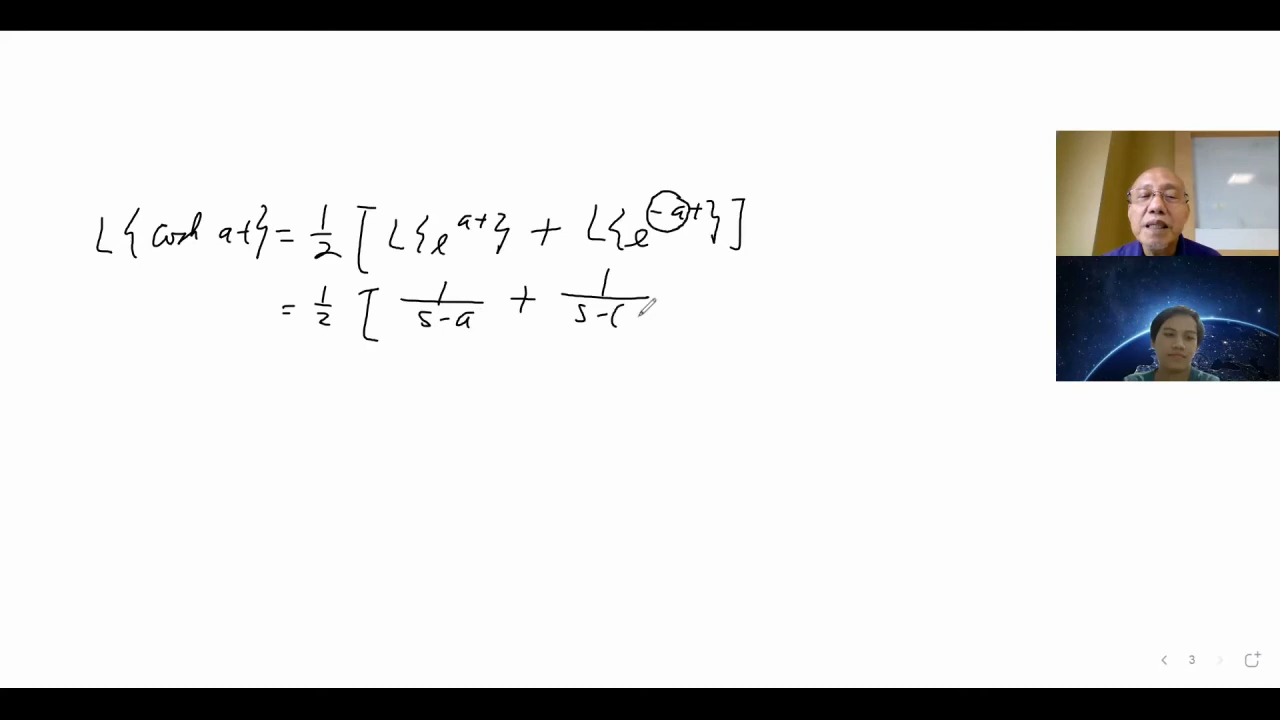 L{cosh at} = 1/2 [L{e^at} + L{e^-at}]
= 1/2 [ 1/(s-a) + 1/(s-(
3